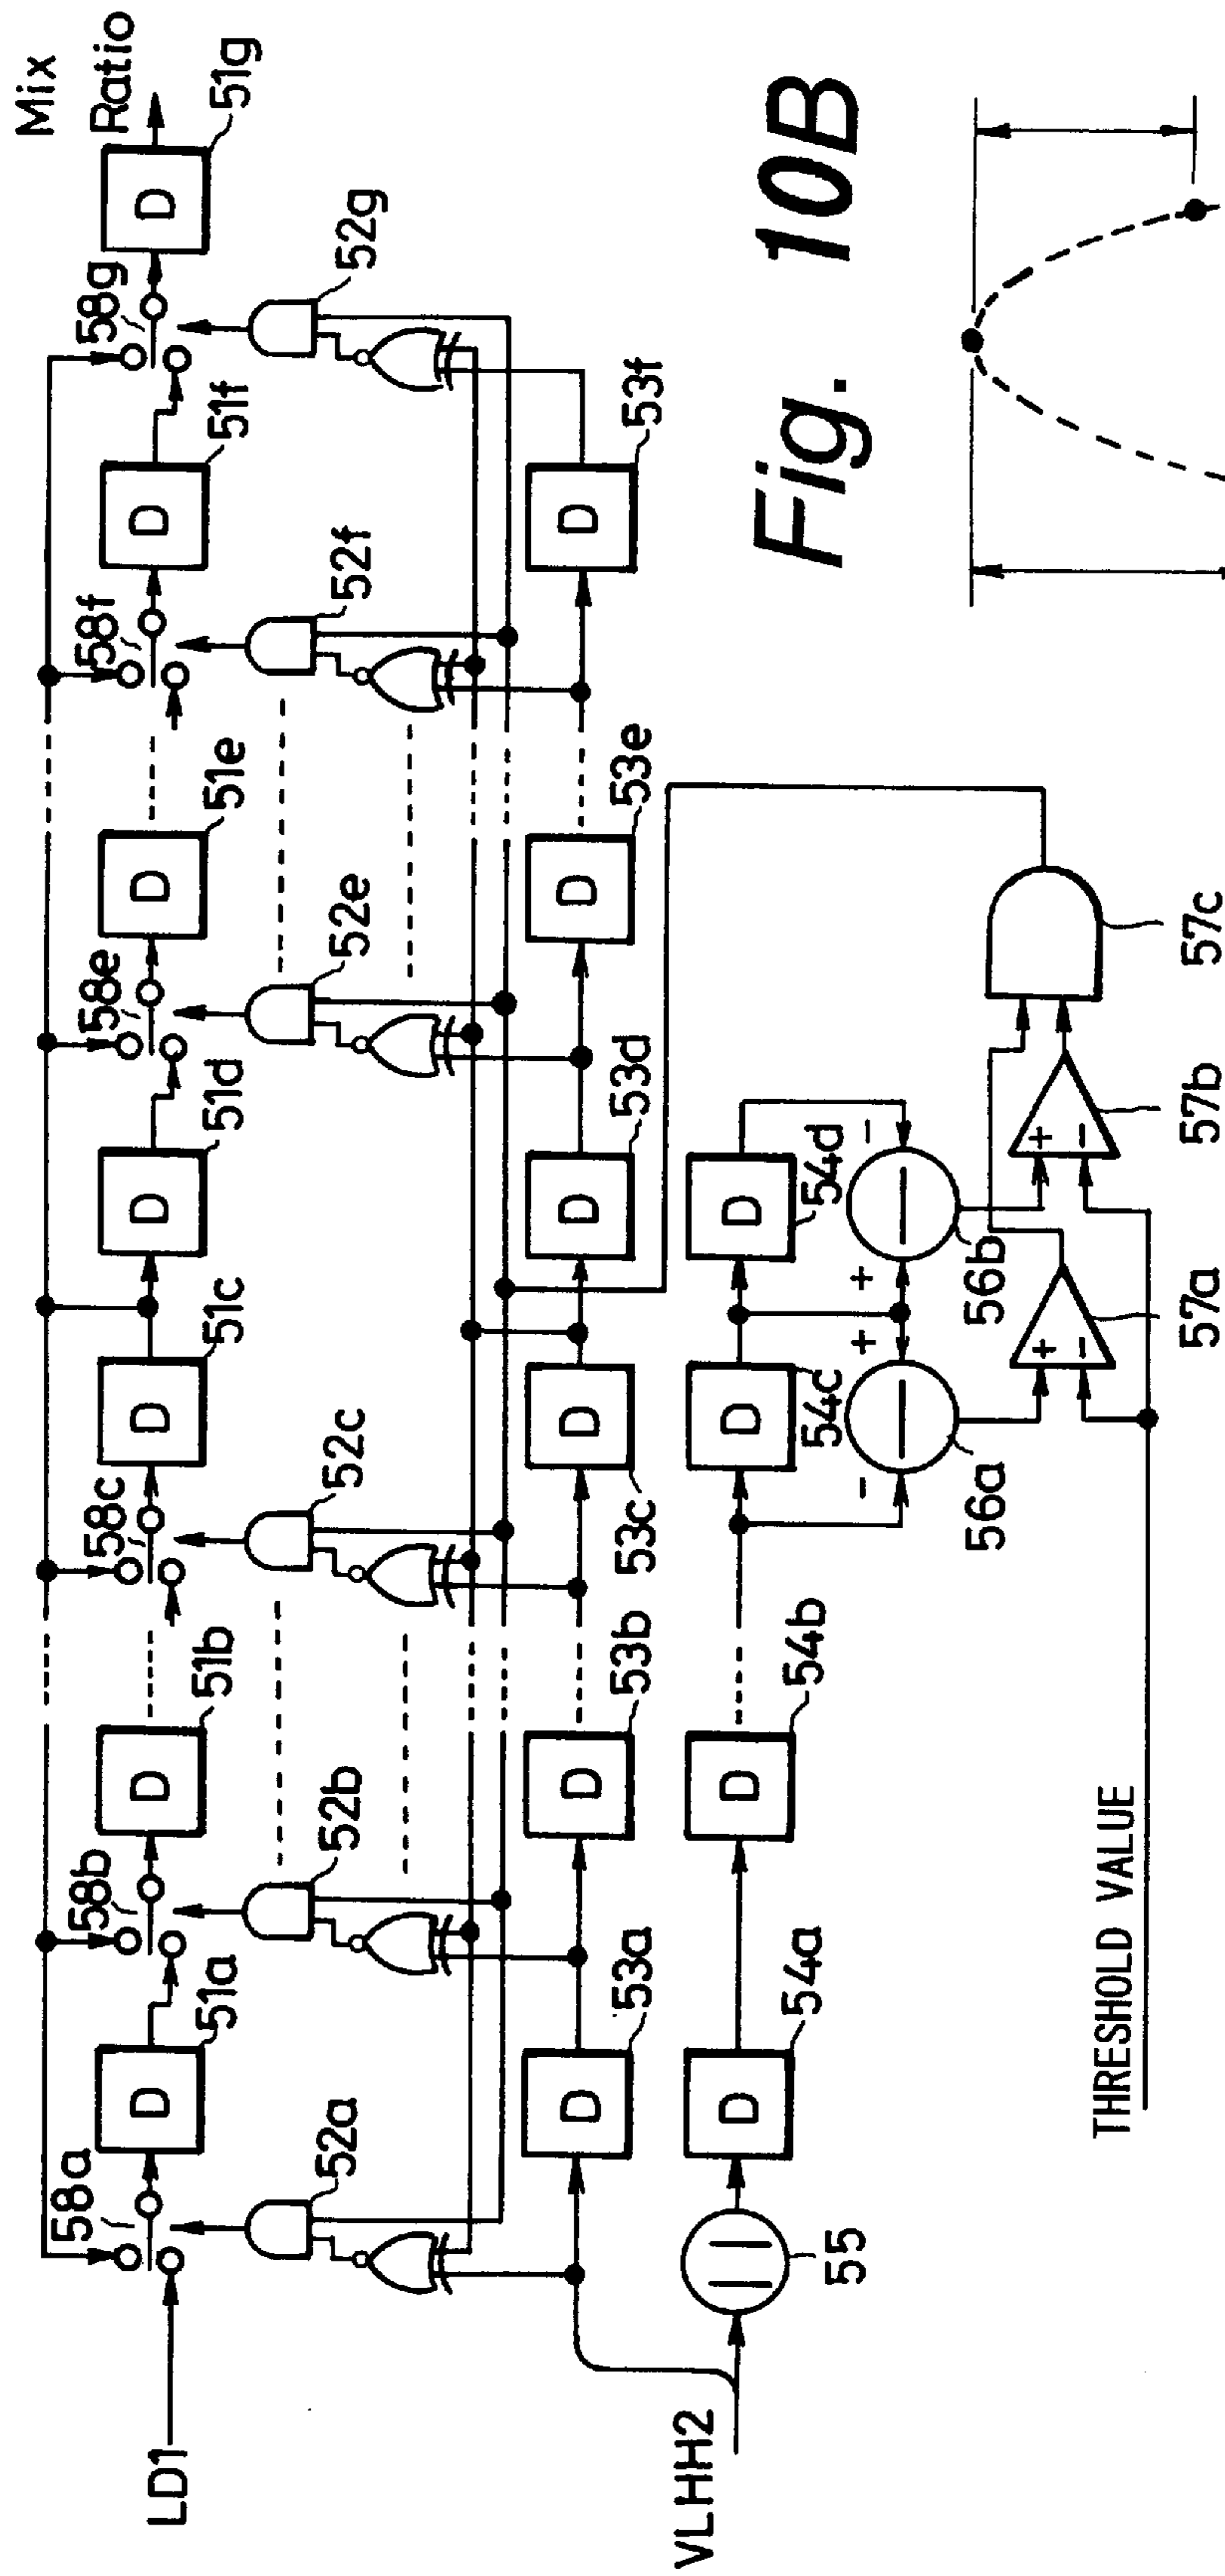 Mix
Ratio
58a
58b
58c
58e
58f
58g
D
D
D
D
D
D
D
51a
51b
51c
51d
51e
51f
51g
52a
52b
52c
52e
52f
52g
LD1
D
D
D
D
D
D
53a
53b
53c
53d
53e
53f
VLHH2
55
D
D
D
D
54a
54b
54c
54d
−
+
+
−
−
−
56a
56b
+
−
+
−
57a
57b
57c
THRESHOLD VALUE
Fig. 10B